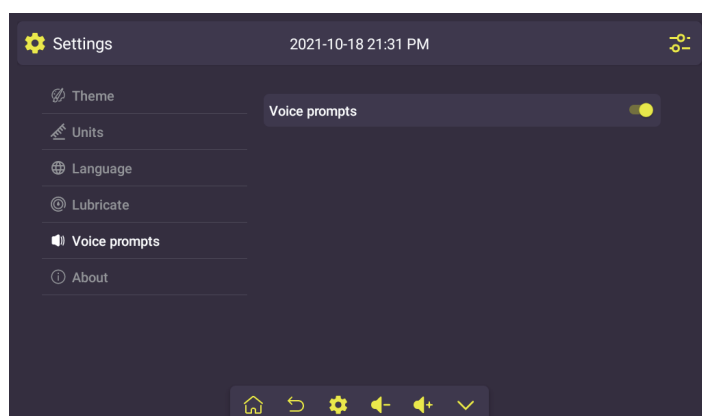 Settings
2021-10-18 21:31 PM
Theme
Units
Language
Lubricate
Voice prompts
About
Voice prompts